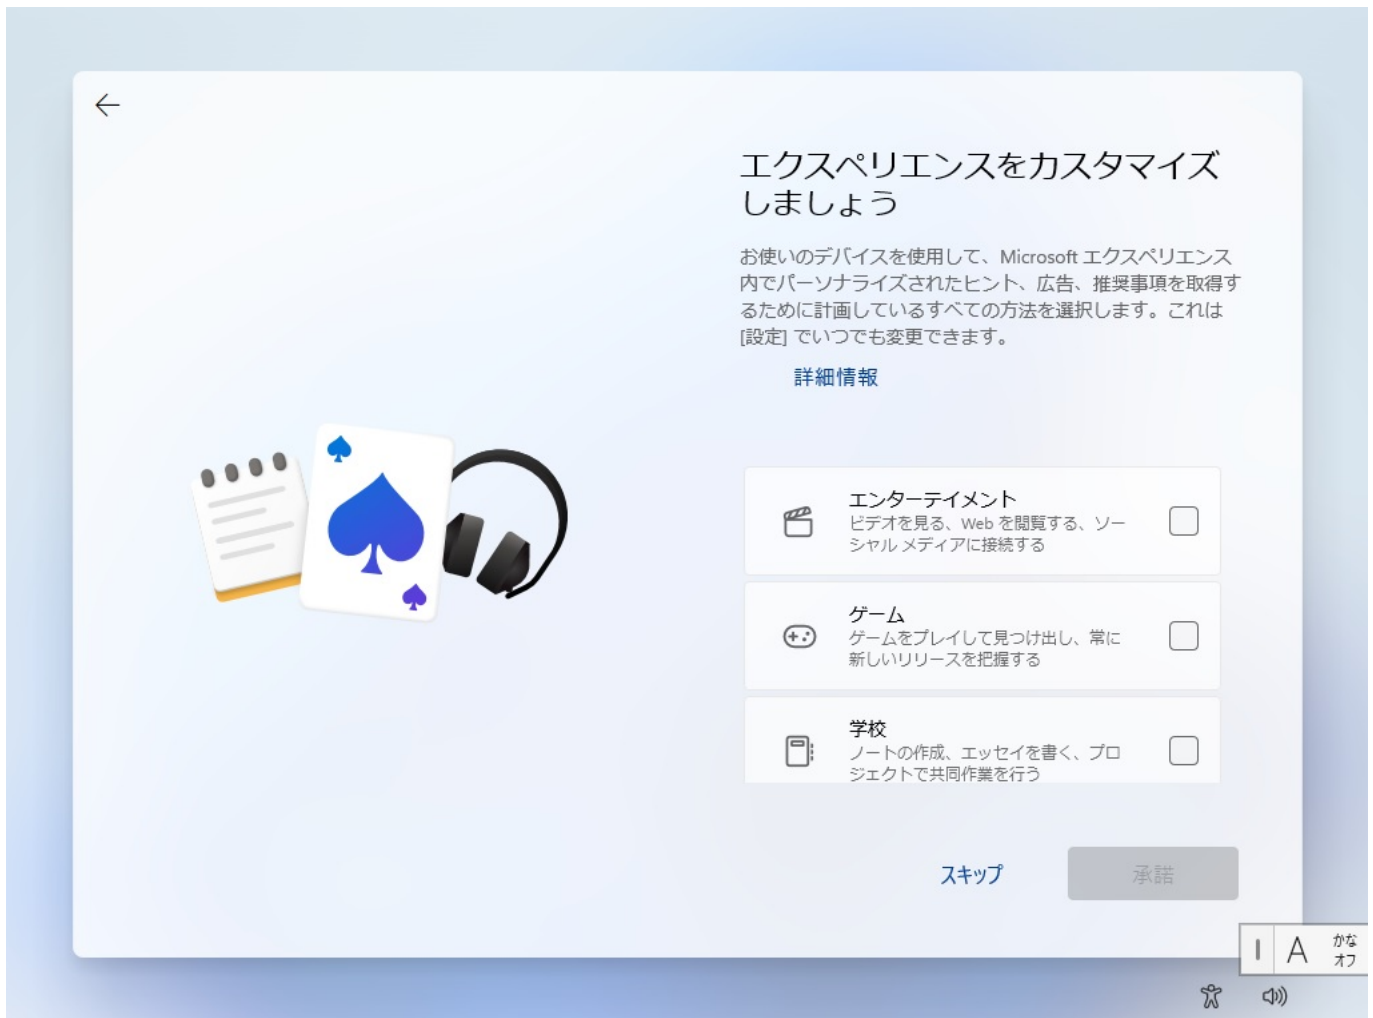 エクスペリエンスをカスタマイズ
しましょう
お使いのデバイスを使用して、Microsoft エクスペリエンス
内でパーソナライズされたヒント、広告、推奨事項を取得す
るために計画しているすべての方法を選択します。これは
[設定] でいつでも変更できます。
詳細情報
エンターテイメント
ビデオを見る、Web を閲覧する、ソー
シャル メディアに接続する
ゲーム
ゲームをプレイして見つけ出し、常に
新しいリリースを把握する
学校
ノートの作成、エッセイを書く、プロ
ジェクトで共同作業を行う
スキップ
承諾
A
かな
オフ